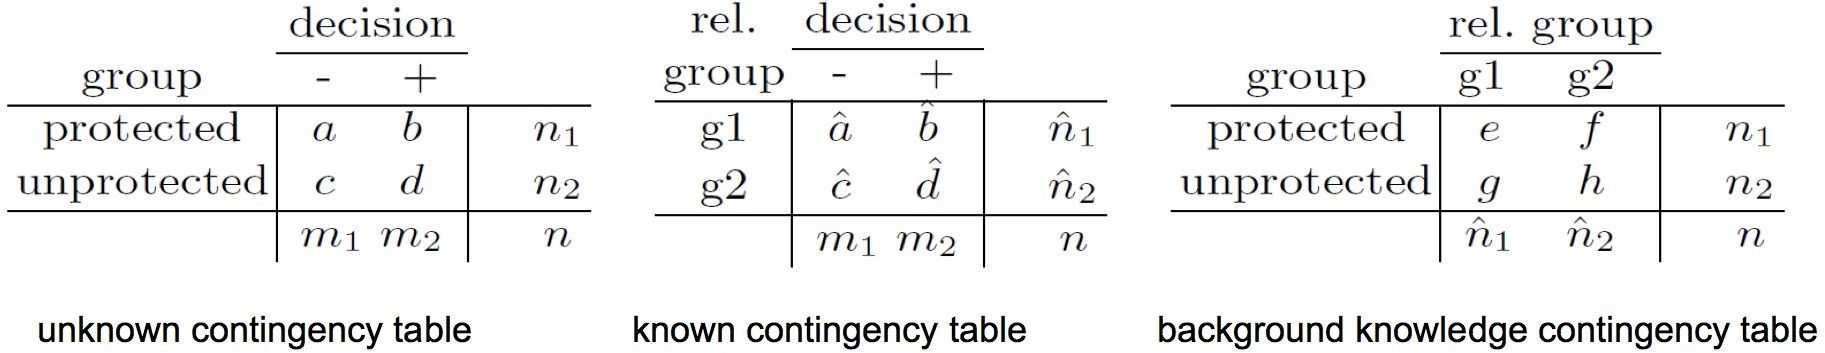 decision
group - +
protected a b n₁
unprotected c d n₂
m₁ m₂ n
unknown contingency table
rel. decision
group - +
g1 â b̂ n̂₁
g2 ĉ d̂ n̂₂
m₁ m₂ n
known contingency table
rel. group
group g1 g2
protected e f n₁
unprotected g h n₂
n̂₁ n̂₂ n
background knowledge contingency table